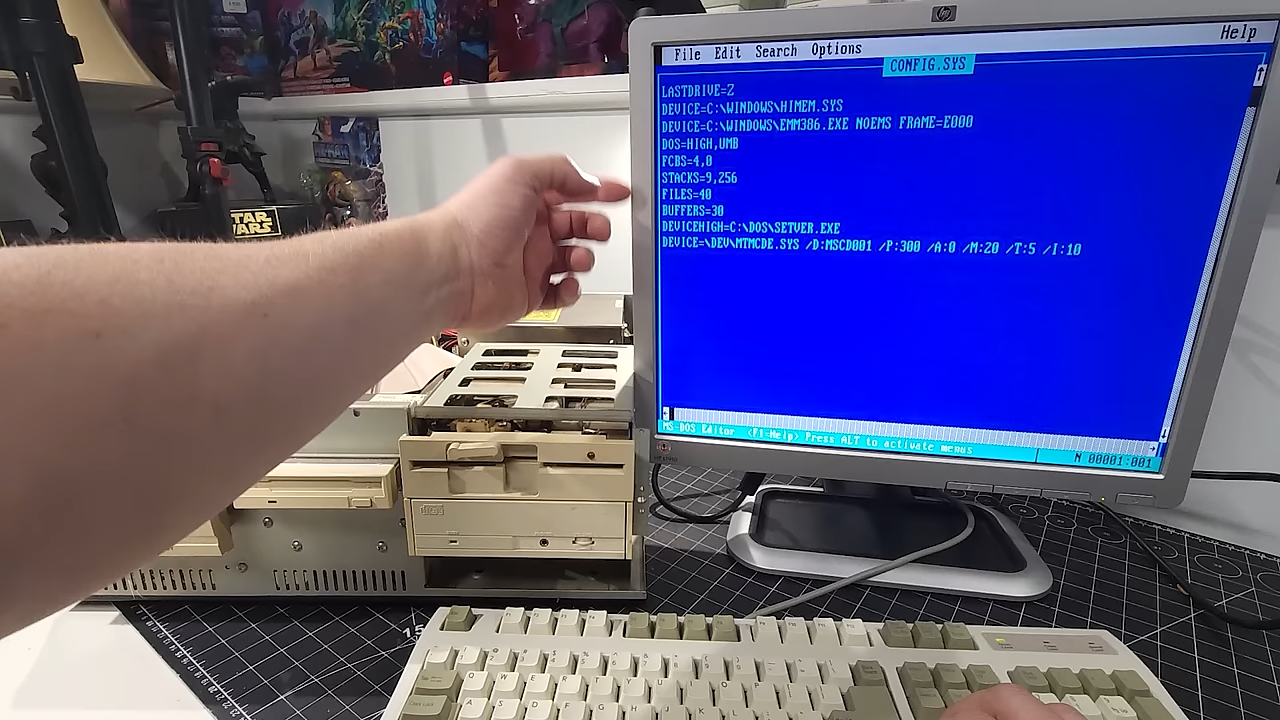 File Edit Search Options Help
CONFIG.SYS
LASTDRIVE=Z
DEVICE=C:\WINDOWS\HIMEM.SYS
DEVICE=C:\WINDOWS\EMM386.EXE NOEMS FRAME=E000
DOS=HIGH,UMB
FCBS=4,0
STACKS=9,256
FILES=40
BUFFERS=30
DEVICEHIGH=C:\DOS\SETVER.EXE
DEVICE=\DEV\MTMCDE.SYS /D:MSCD001 /P:300 /A:0 /M:20 /T:5 /I:10
MS-DOS Editor <F1=Help> Press ALT to activate menus
N 00001:001
hp
STAR
WARS
Q W E R T Y U
A S D F G H J K L